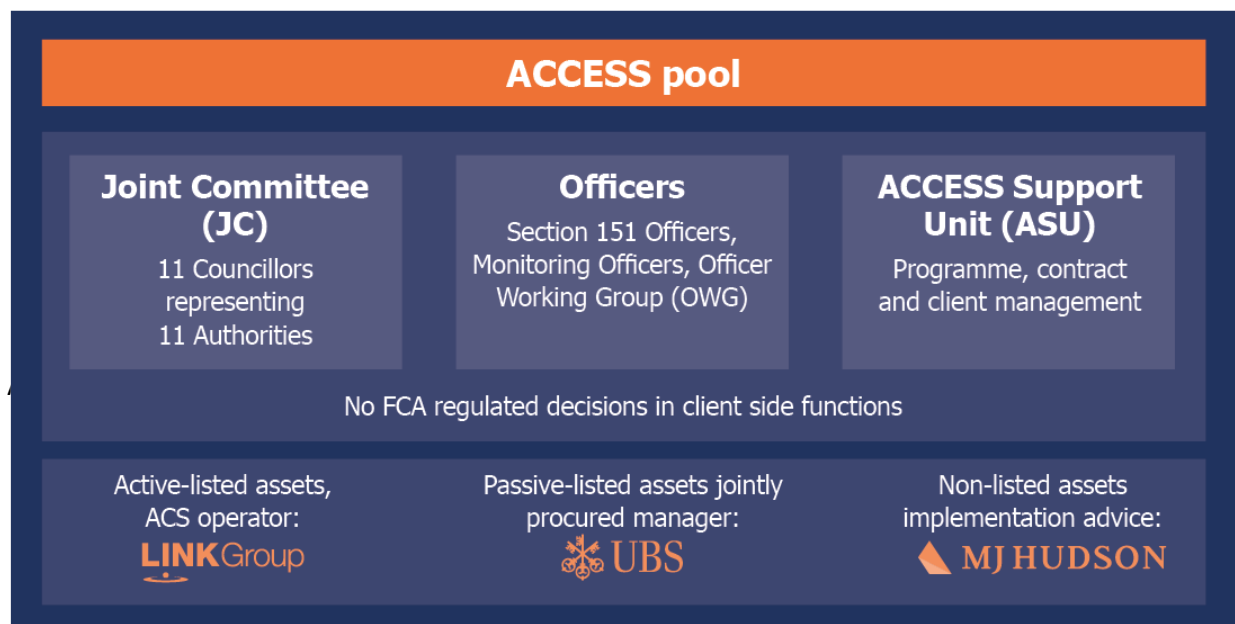 ACCESS pool
Joint Committee
(JC)
11 Councillors
representing
11 Authorities
Officers
Section 151 Officers,
Monitoring Officers, Officer
Working Group (OWG)
ACCESS Support
Unit (ASU)
Programme, contract
and client management
No FCA regulated decisions in client side functions
Active-listed assets,
ACS operator:
LINKGroup
Passive-listed assets jointly
procured manager:
UBS
Non-listed assets
implementation advice:
MJ HUDSON